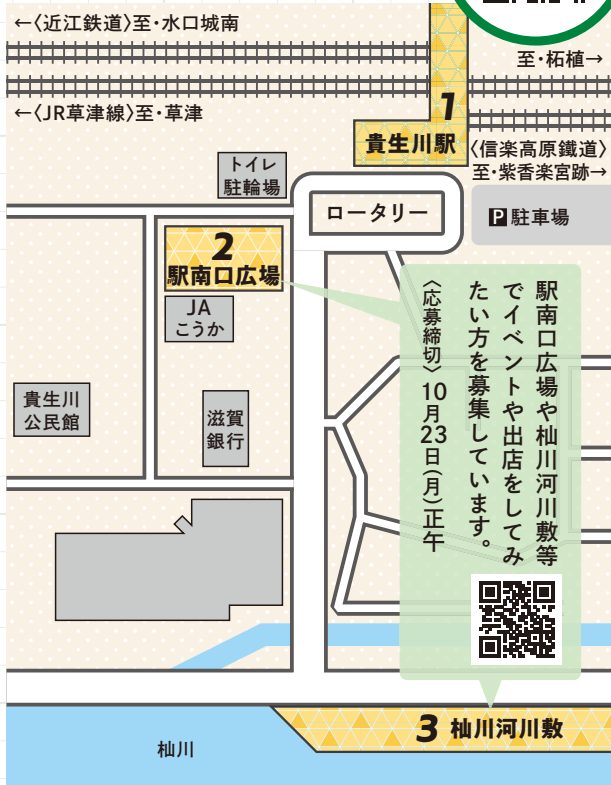 ←〈近江鉄道〉至・水口城南
至・柘植→
←〈JR草津線〉至・草津
1
貴生川駅
〈信楽高原鐵道〉
至・紫香楽宮跡→
トイレ
駐輪場
ロータリー
P駐車場
2
駅南口広場
JA
こうか
貴生川
公民館
滋賀
銀行
駅南口広場や杣川河川敷等
でイベントや出店をしてみ
たい方を募集しています。
〈応募締切〉10月23日(月)正午
3 杣川河川敷
杣川